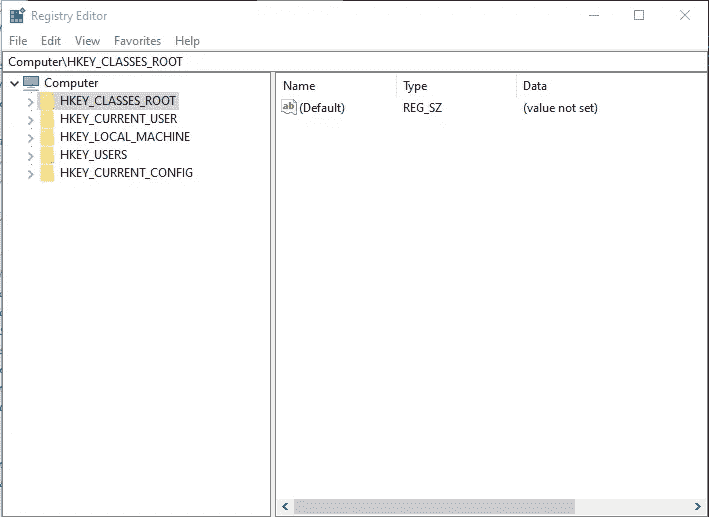 Registry Editor
File Edit View Favorites Help
Computer\HKEY_CLASSES_ROOT
Computer
HKEY_CLASSES_ROOT
HKEY_CURRENT_USER
HKEY_LOCAL_MACHINE
HKEY_USERS
HKEY_CURRENT_CONFIG
Name Type Data
ab (Default) REG_SZ (value not set)